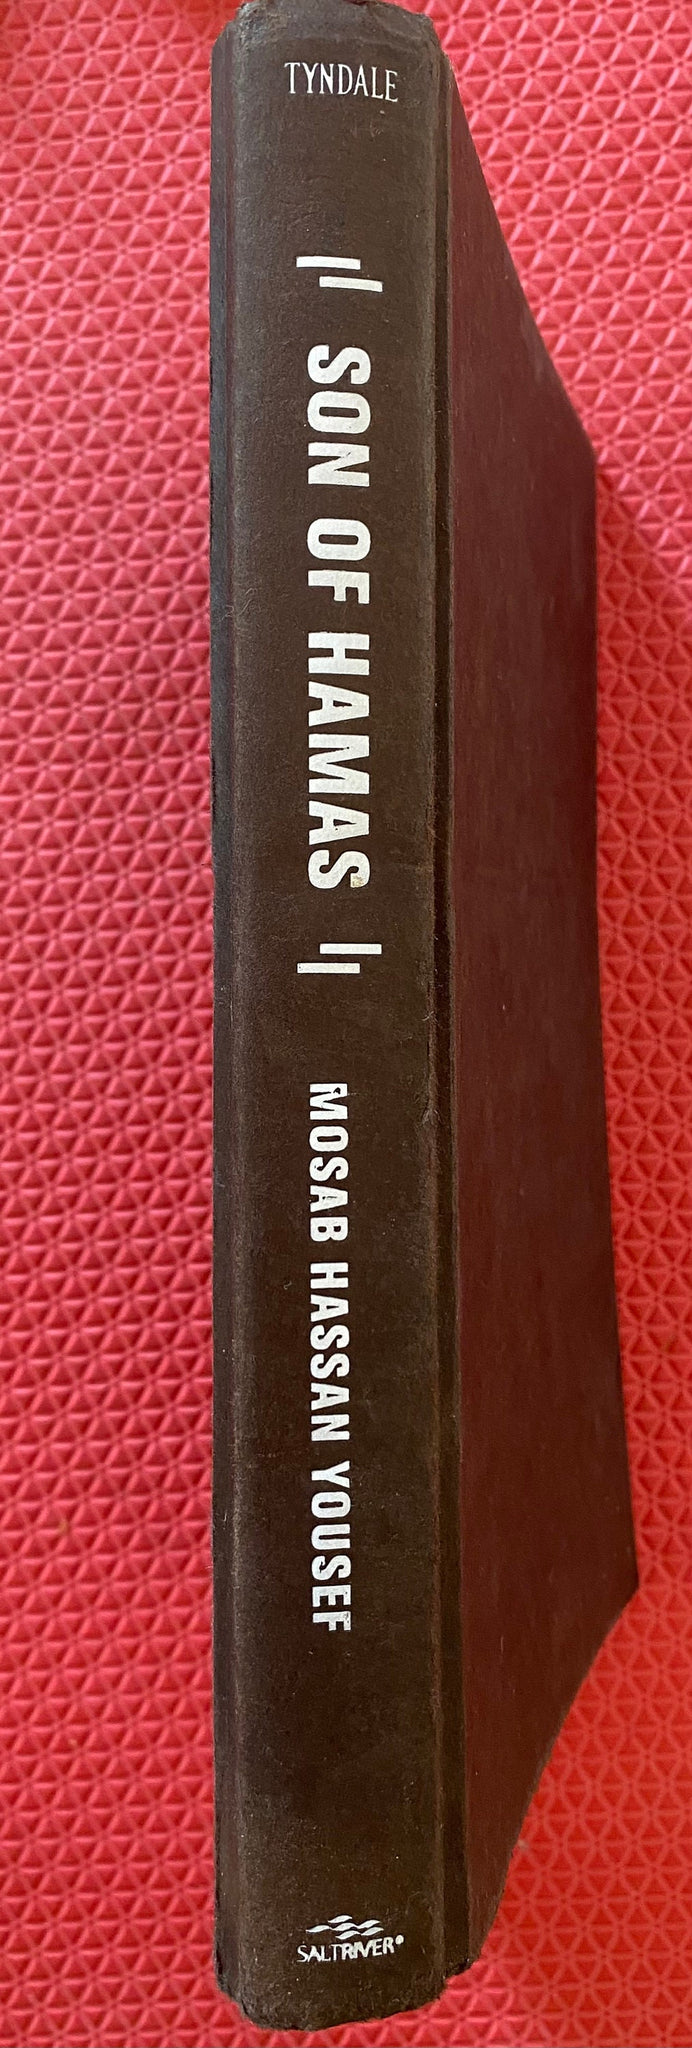 TYNDALE
SON OF HAMAS
MOSAB HASSAN YOUSEF
SALTRIVER®